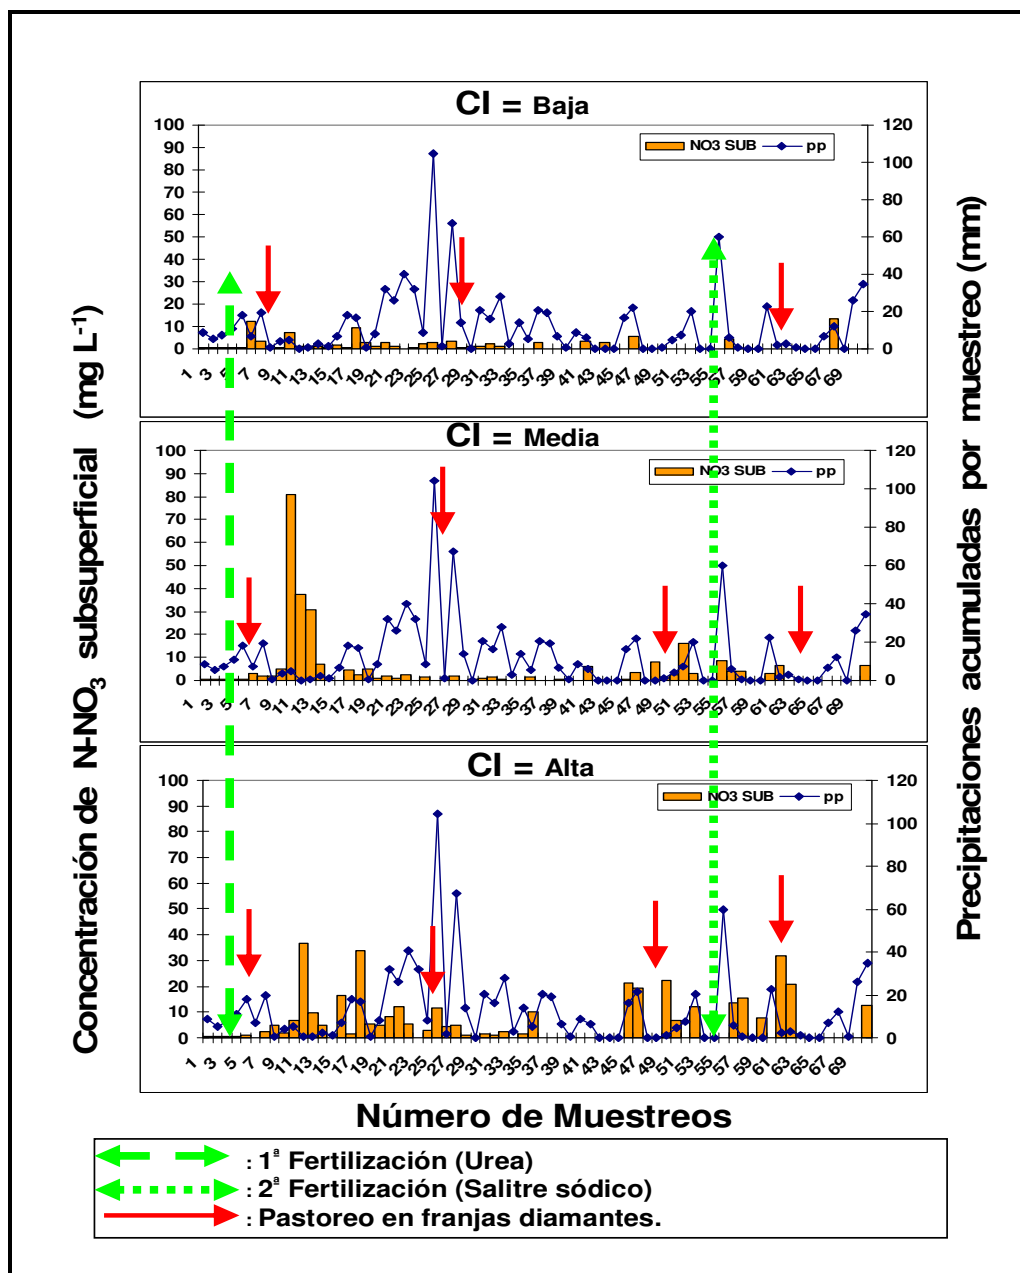 Concentración de N-NO3 subsuperficial (mg L-1)
Precipitaciones acumuladas por muestreo (mm)
CI = Baja
NO3 SUB pp
100 90 80 70 60 50 40 30 20 10 0
120 100 80 60 40 20 0
1 3 5 7 9 11 13 15 17 19 21 23 25 27 29 31 33 35 37 39 41 43 45 47 49 51 53 55 57 59 61 63 65 67 69
CI = Media
NO3 SUB pp
100 90 80 70 60 50 40 30 20 10 0
120 100 80 60 40 20 0
1 3 5 7 9 11 13 15 17 19 21 23 25 27 29 31 33 35 37 39 41 43 45 47 49 51 53 55 57 59 61 63 65 67 69
CI = Alta
NO3 SUB pp
100 90 80 70 60 50 40 30 20 10 0
120 100 80 60 40 20 0
1 3 5 7 9 11 13 15 17 19 21 23 25 27 29 31 33 35 37 39 41 43 45 47 49 51 53 55 57 59 61 63 65 67 69
Número de Muestreos
: 1ª Fertilización (Urea)
: 2ª Fertilización (Salitre sódico)
: Pastoreo en franjas diamantes.